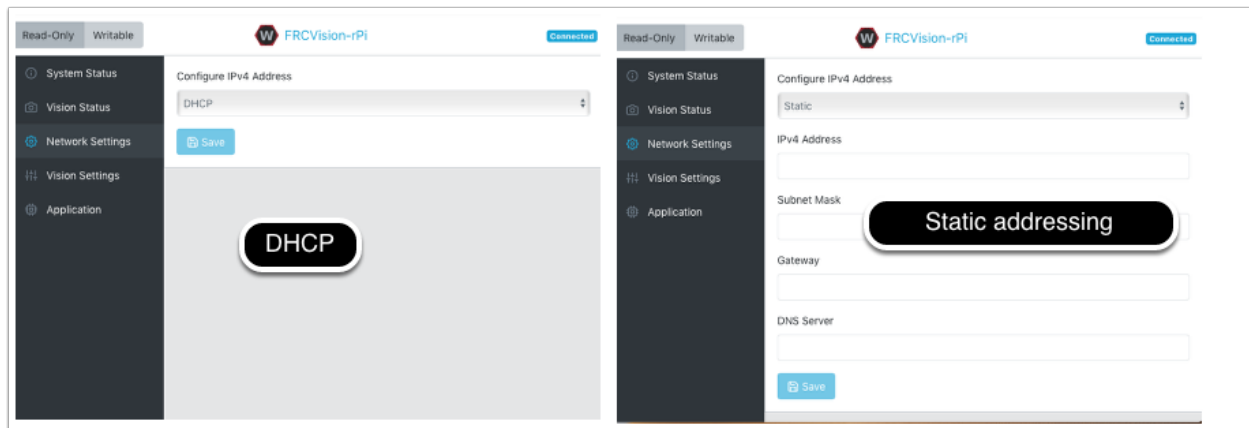 Read-Only Writable
W FRCVision-rPi
Connected
System Status
Vision Status
Network Settings
Vision Settings
Application
Configure IPv4 Address
DHCP
Save
DHCP
Read-Only Writable
W FRCVision-rPi
Connected
System Status
Vision Status
Network Settings
Vision Settings
Application
Configure IPv4 Address
Static
IPv4 Address
Subnet Mask
Static addressing
Gateway
DNS Server
Save